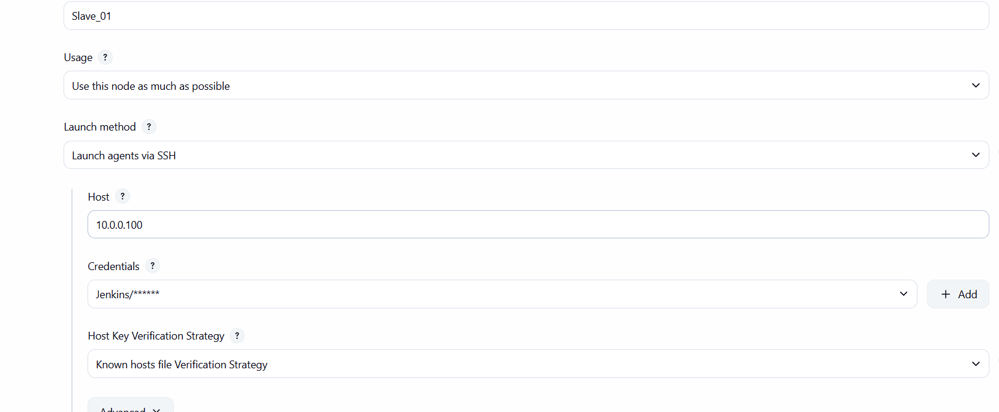 Slave_01
Usage ?
Use this node as much as possible
Launch method ?
Launch agents via SSH
Host ?
10.0.0.100
Credentials ?
Jenkins/******
+ Add
Host Key Verification Strategy ?
Known hosts file Verification Strategy
Advanced